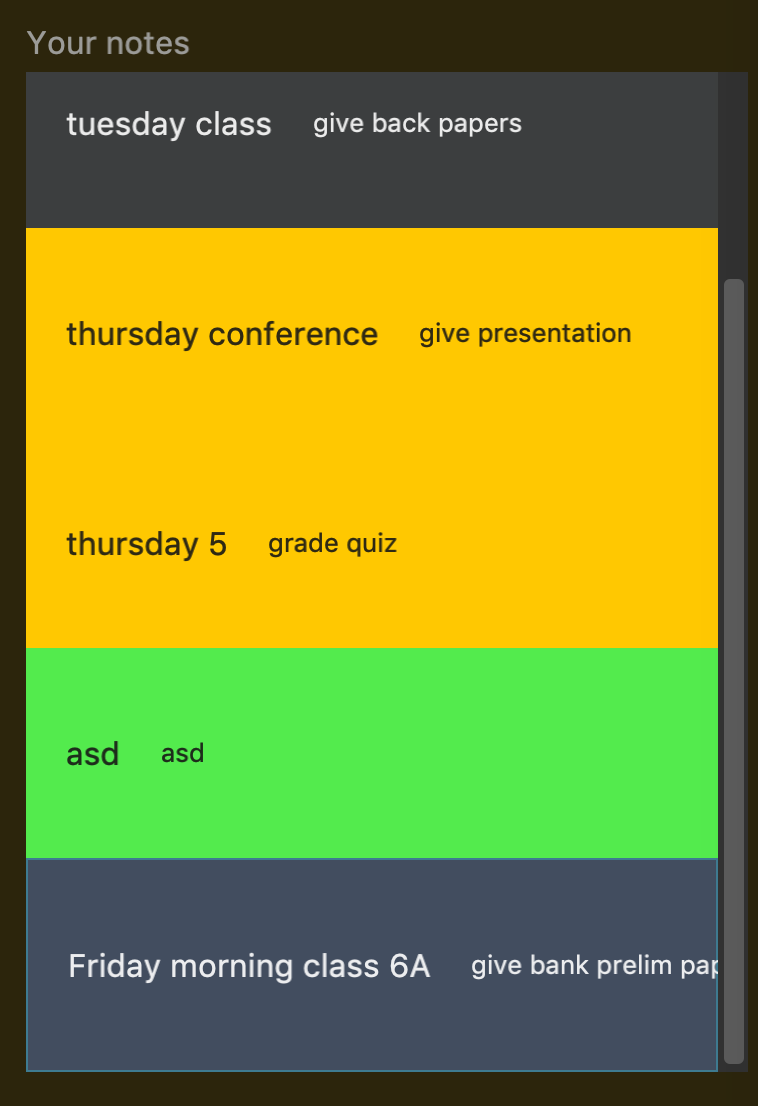 Your notes
tuesday class give back papers
thursday conference give presentation
thursday 5 grade quiz
asd asd
Friday morning class 6A give bank prelim pap